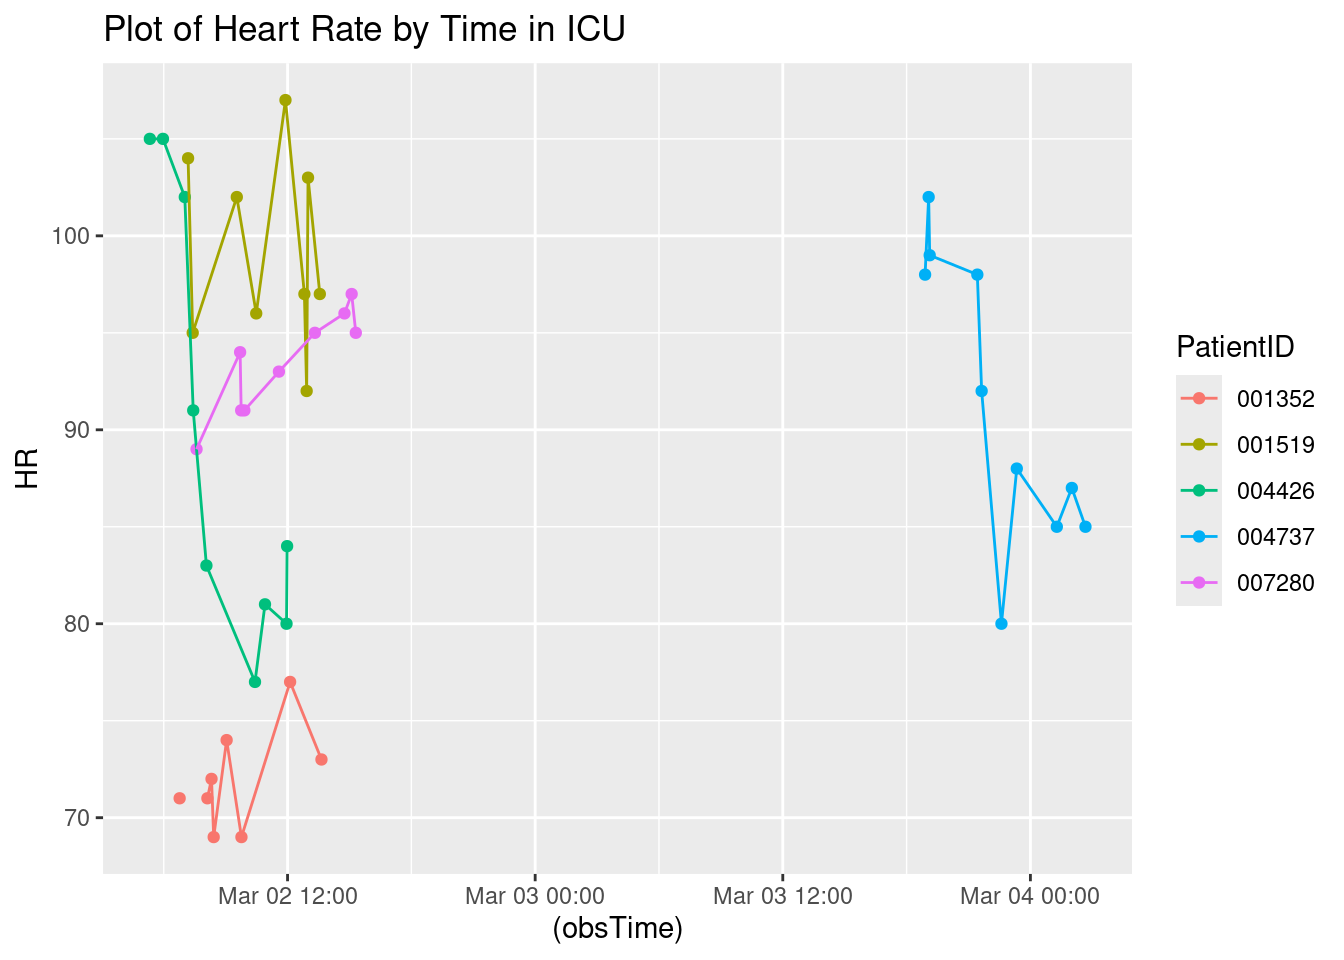 Plot of Heart Rate by Time in ICU
100
90
80
70
HR
Mar 02 12:00
Mar 03 00:00
Mar 03 12:00
Mar 04 00:00
(obsTime)
PatientID
001352
001519
004426
004737
007280